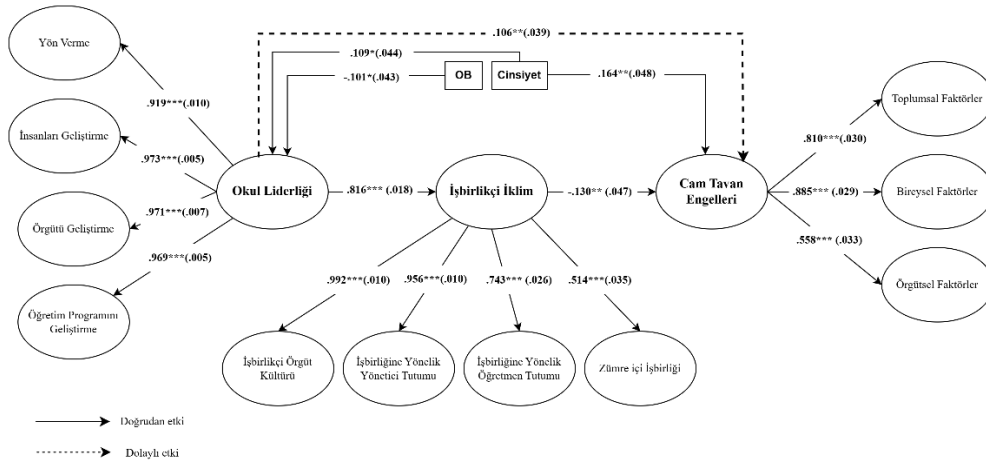 Yön Verme
İnsanları Geliştirme
Örgütü Geliştirme
Öğretim Programını
Geliştirme
.919***(.010)
.973***(.005)
.971***(.007)
.969***(.005)
.106**(.039)
.109*(.044)
-.101*(.043)
OB
Cinsiyet
.164**(.048)
Okul Liderliği
.816*** (.018)
İşbirlikçi İklim
-.130** (.047)
Cam Tavan
Engelleri
.810***(.030)
.885*** (.029)
.558*** (.033)
Toplumsal Faktörler
Bireysel Faktörler
Örgütsel Faktörler
.992***(.010)
.956***(.010)
.743*** (.026)
.514***(.035)
İşbirlikçi Örgüt
Kültürü
İşbirliğine Yönelik
Yönetici Tutumu
İşbirliğine Yönelik
Öğretmen Tutumu
Zümre içi İşbirliği
Doğrudan etki
Dolaylı etki